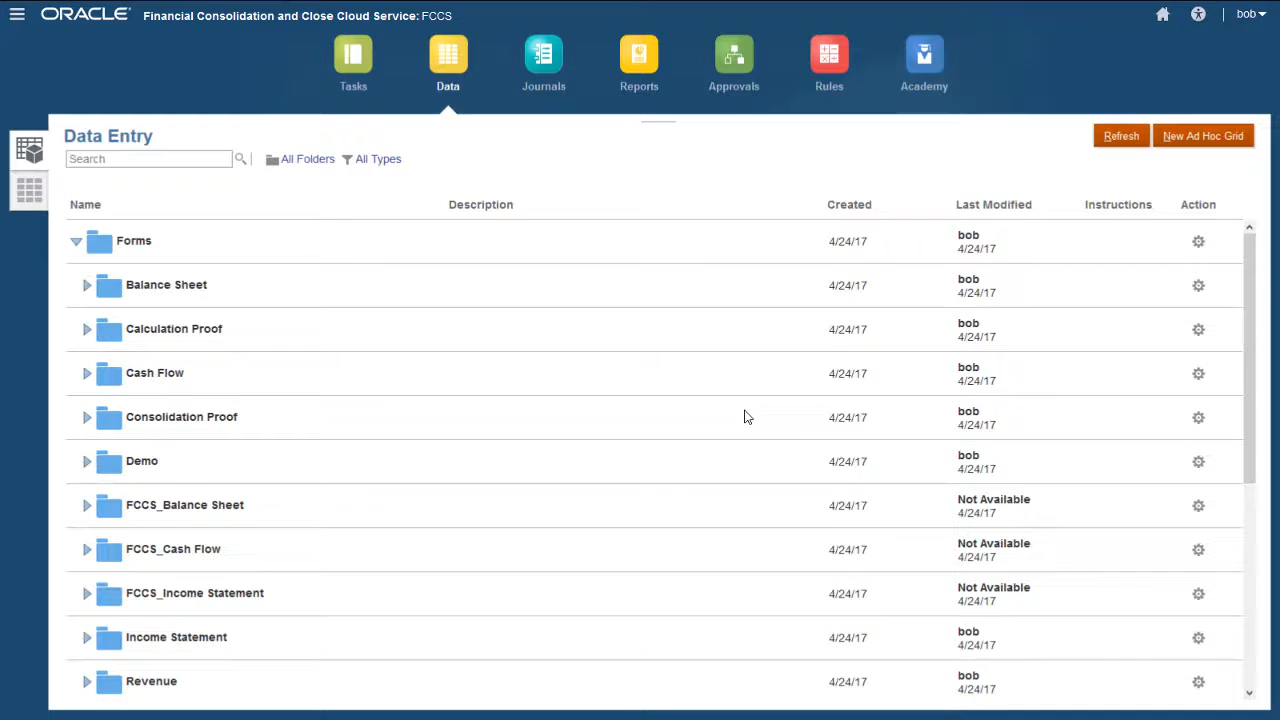 ORACLE Financial Consolidation and Close Cloud Service: FCCS bob
Tasks Data Journals Reports Approvals Rules Academy
Data Entry
Refresh New Ad Hoc Grid
Search All Folders All Types
Name Description Created Last Modified Instructions Action
Forms 4/24/17 bob
4/24/17
Balance Sheet 4/24/17 bob
4/24/17
Calculation Proof 4/24/17 bob
4/24/17
Cash Flow 4/24/17 bob
4/24/17
Consolidation Proof 4/24/17 bob
4/24/17
Demo 4/24/17 bob
4/24/17
FCCS_Balance Sheet 4/24/17 Not Available
4/24/17
FCCS_Cash Flow 4/24/17 Not Available
4/24/17
FCCS_Income Statement 4/24/17 Not Available
4/24/17
Income Statement 4/24/17 bob
4/24/17
Revenue 4/24/17 bob
4/24/17